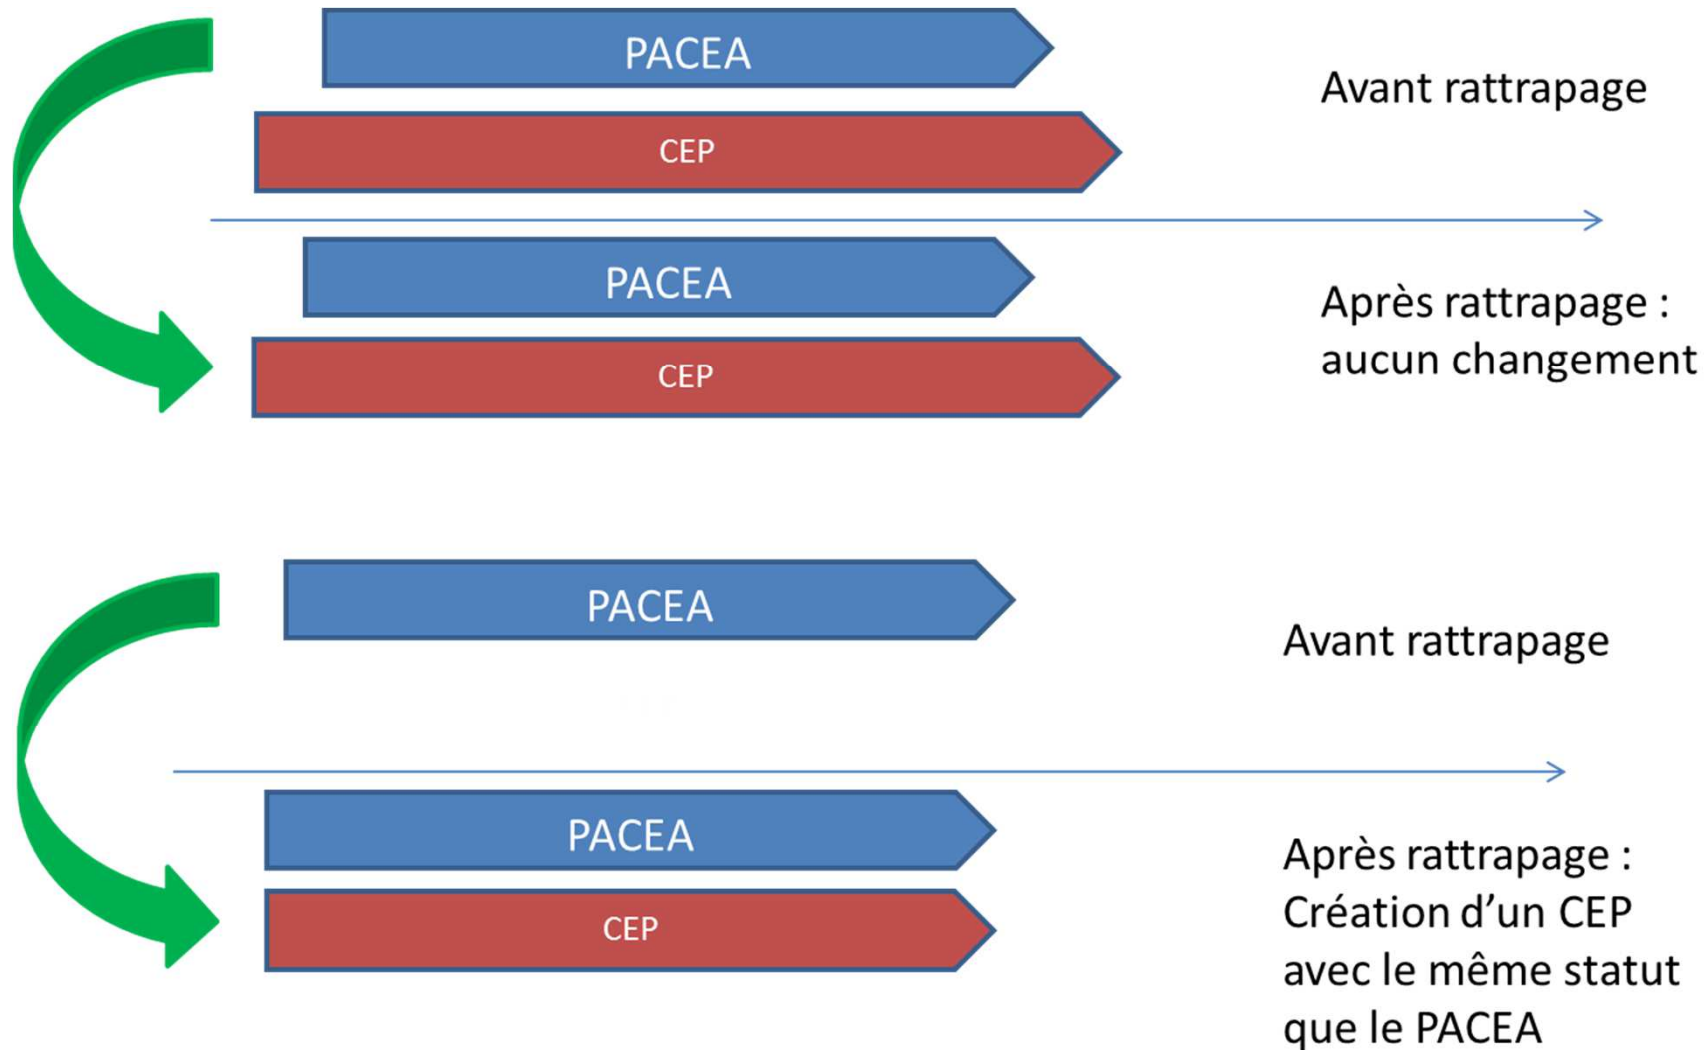 PACEA
Avant rattrapage
CEP
PACEA
Après rattrapage :
aucun changement
CEP
PACEA
Avant rattrapage
PACEA
Après rattrapage :
Création d’un CEP
CEP
avec le même statut
que le PACEA